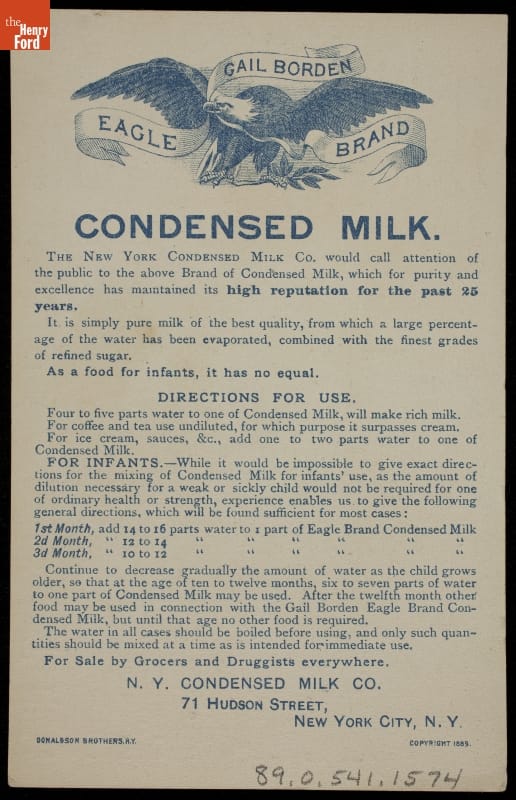 the
Henry
Ford
GAIL BORDEN
EAGLE
BRAND
CONDENSED MILK.
THE NEW YORK CONDENSED MILK CO. would call attention of
the public to the above Brand of Condensed Milk, which for purity and
excellence has maintained its high reputation for the past 25
years.
It is simply pure milk of the best quality, from which a large percent-
age of the water has been evaporated, combined with the finest grades
of refined sugar.
As a food for infants, it has no equal.
DIRECTIONS FOR USE.
Four to five parts water to one of Condensed Milk, will make rich milk.
For coffee and tea use undiluted, for which purpose it surpasses cream.
For ice cream, sauces, &c., add one to two parts water to one of
Condensed Milk.
FOR INFANTS.—While it would be impossible to give exact direc-
tions for the mixing of Condensed Milk for infants' use, as the amount of
dilution necessary for a weak or sickly child would not be required for one
of ordinary health or strength, experience enables us to give the following
general directions, which will be found sufficient for most cases:
1st Month, add 14 to 16 parts water to 1 part of Eagle Brand Condensed Milk
2d Month, " 12 to 14 " " " " " "
3d Month, " 10 to 12 " " " " " "
Continue to decrease gradually the amount of water as the child grows
older, so that at the age of ten to twelve months, six to seven parts of water
to one part of Condensed Milk may be used. After the twelfth month other
food may be used in connection with the Gail Borden Eagle Brand Con-
densed Milk, but until that age no other food is required.
The water in all cases should be boiled before using, and only such quan-
tities should be mixed at a time as is intended for immediate use.
For Sale by Grocers and Druggists everywhere.
N. Y. CONDENSED MILK CO.
71 HUDSON STREET,
NEW YORK CITY, N. Y.
DONALDSON BROTHERS, N.Y.
COPYRIGHT 1885.
89.0.541.1574